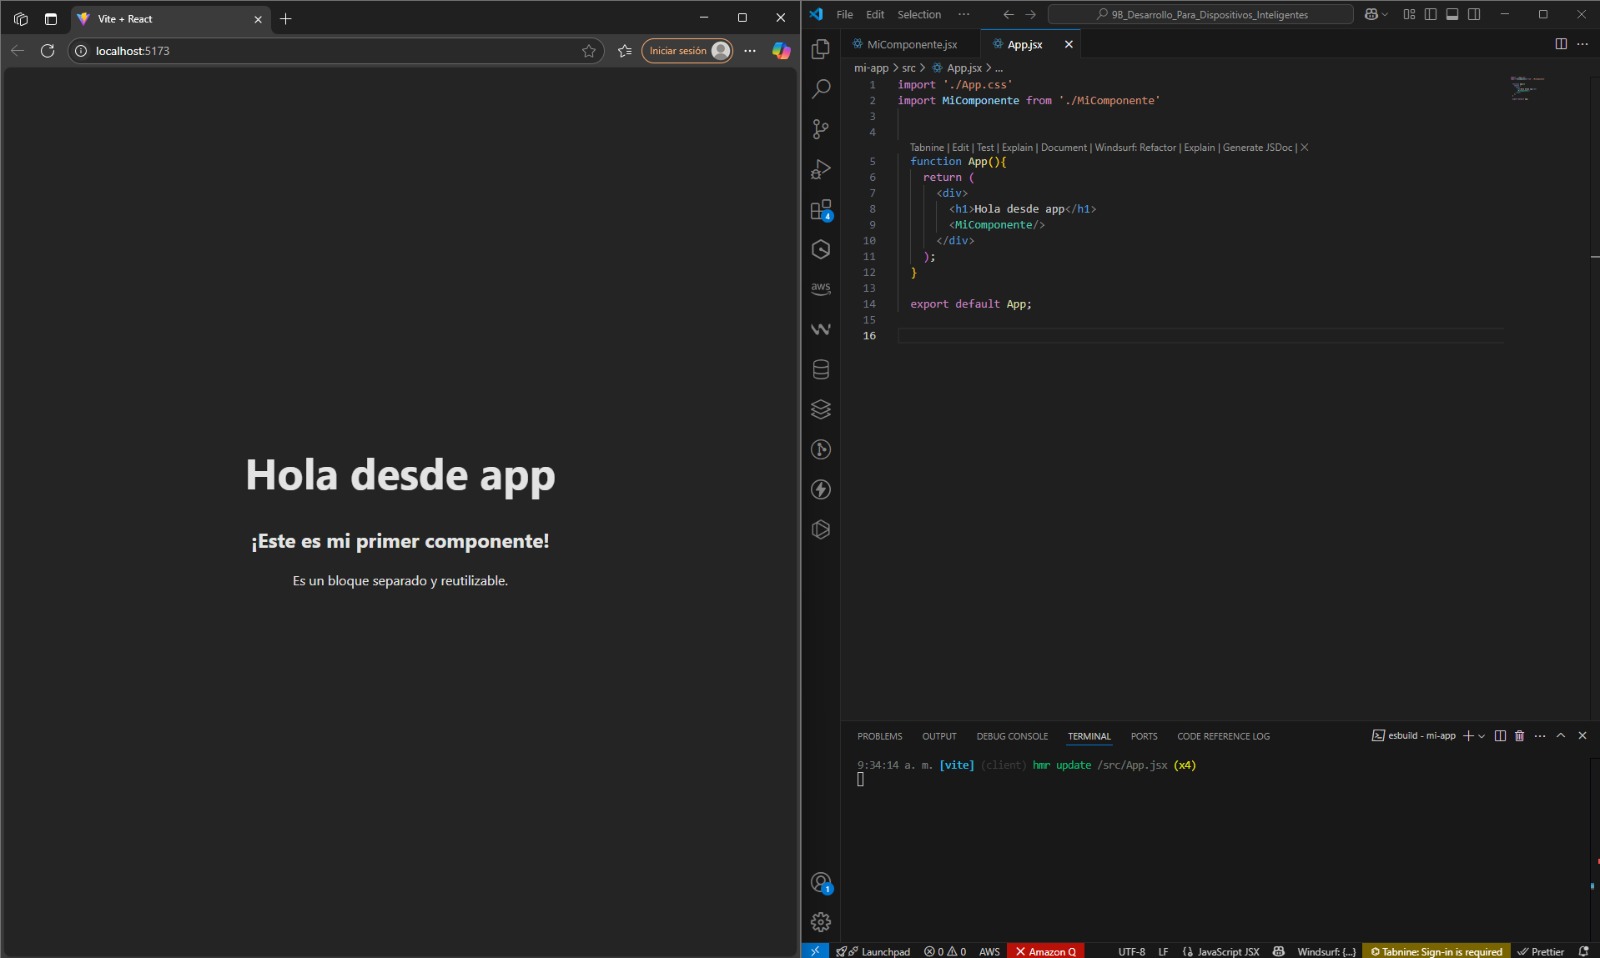 Vite + React
localhost:5173
Iniciar sesión
Hola desde app
¡Este es mi primer componente!
Es un bloque separado y reutilizable.
File Edit Selection ···
9B_Desarrollo_Para_Dispositivos_Inteligentes
MiComponente.jsx
App.jsx
mi-app > src > App.jsx > ...
1 import './App.css'
2 import MiComponente from './MiComponente'
3
4
Tabnine | Edit | Test | Explain | Document | Windsurf: Refactor | Explain | Generate JSDoc | X
5 function App(){
6 return (
7 <div>
8 <h1>Hola desde app</h1>
9 <MiComponente/>
10 </div>
11 );
12 }
13
14 export default App;
15
16
4
aws
1
PROBLEMS OUTPUT DEBUG CONSOLE TERMINAL PORTS CODE REFERENCE LOG
esbuild - mi-app
9:34:14 a. m. [vite] (client) hmr update /src/App.jsx (x4)
Launchpad 0 0 AWS Amazon Q UTF-8 LF {} JavaScript JSX Windsurf: {...} Tabnine: Sign-in is required Prettier